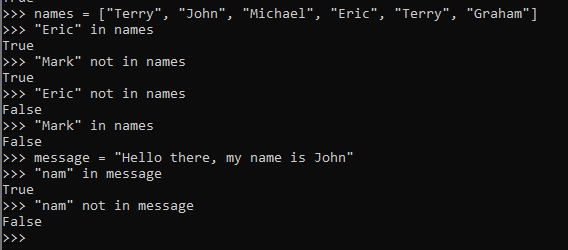 True
>>> names = ["Terry", "John", "Michael", "Eric", "Terry", "Graham"]
>>> "Eric" in names
True
>>> "Mark" not in names
True
>>> "Eric" not in names
False
>>> "Mark" in names
False
>>> message = "Hello there, my name is John"
>>> "nam" in message
True
>>> "nam" not in message
False
>>>